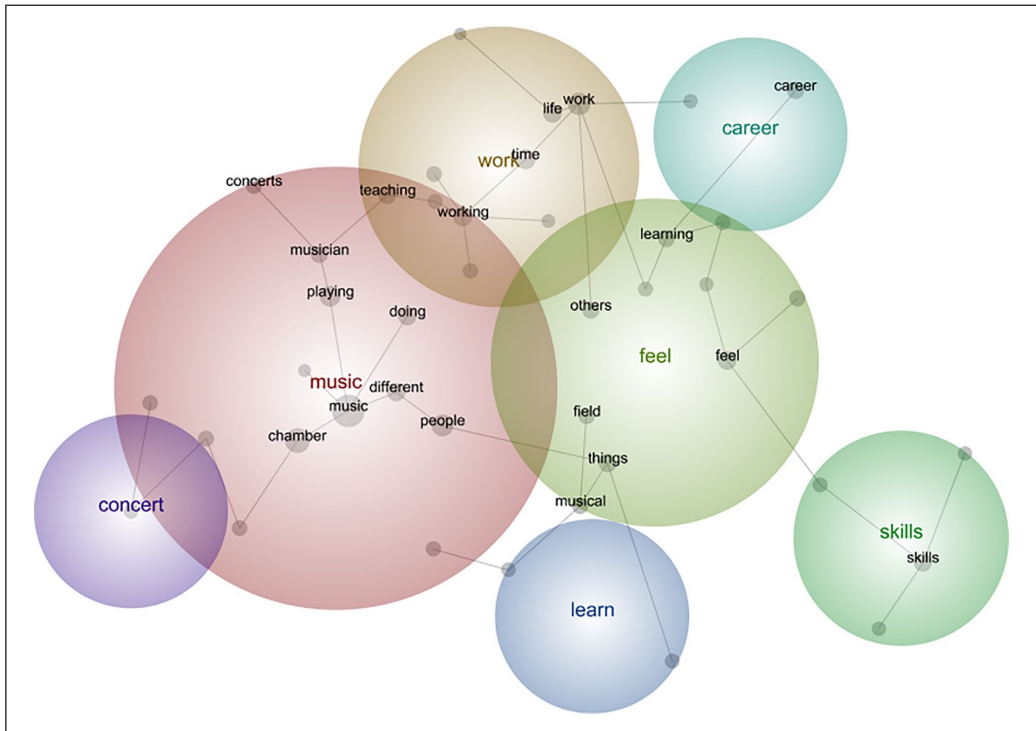 career
life
work
career
work
time
concerts
teaching
working
learning
musician
playing
others
doing
feel
feel
music
different
music
field
people
chamber
things
concert
musical
skills
skills
learn